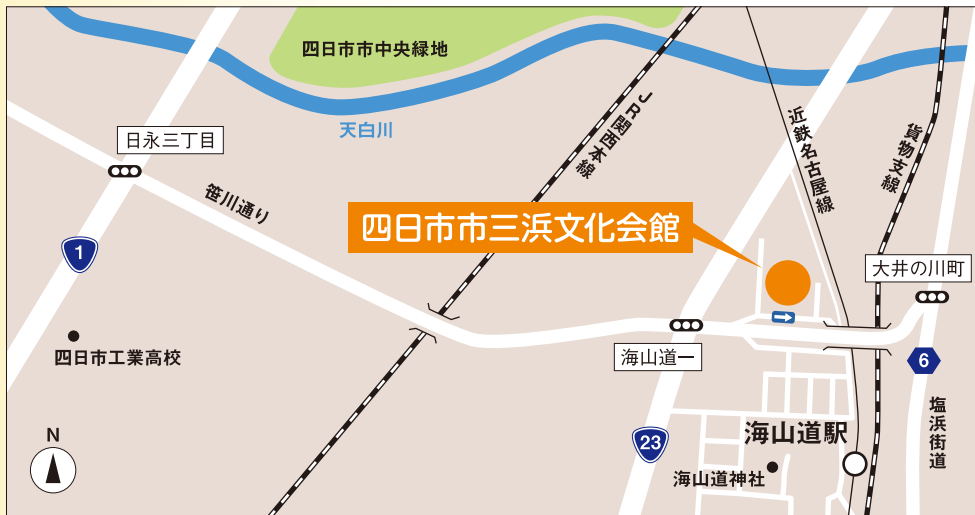 四日市市中央緑地
天白川
日永三丁目
笹川通り
JR関西本線
近鉄名古屋線
貨物支線
四日市市三浜文化会館
1
大井の川町
四日市工業高校
海山道一
6
塩浜街道
23
海山道駅
海山道神社
N